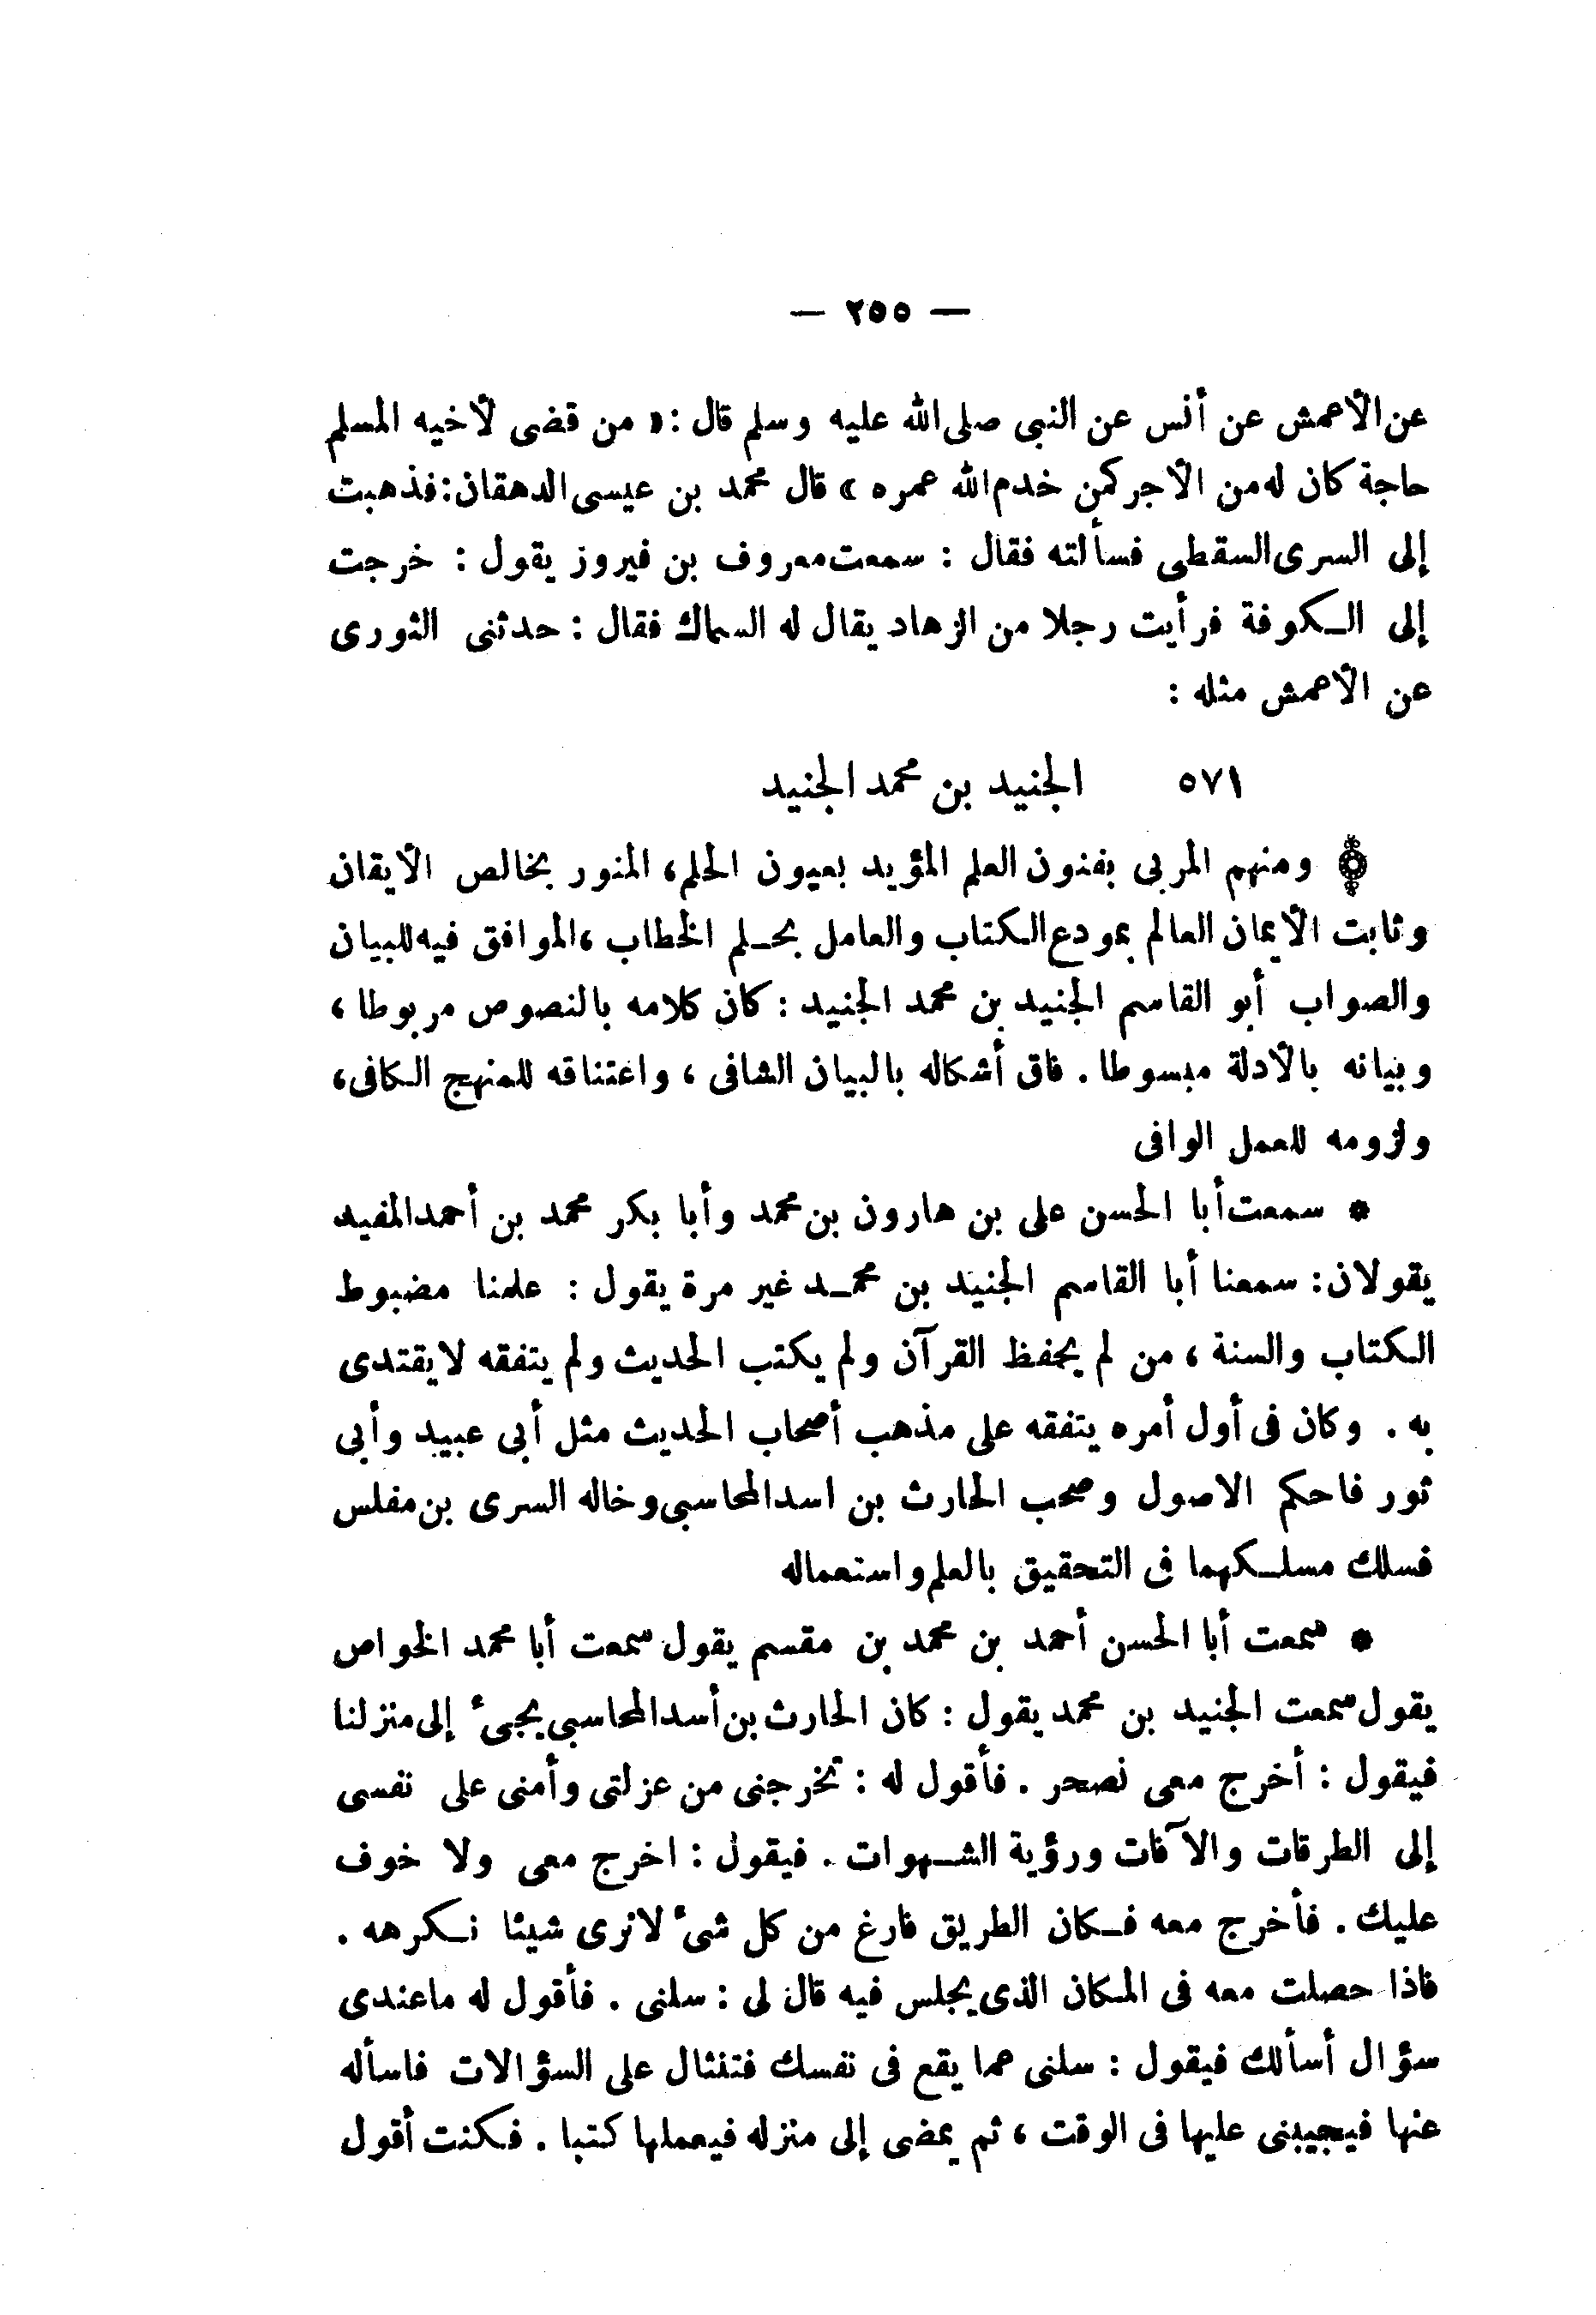 — ٢٥٥ —
عن الأعمش عن أنس عن النبى صلى الله عليه وسلم قال : « من قضى لأخيه المسلم
حاجة كان له من الأجر كمن خدم الله عمره » قال محمد بن عيسى الدهقان : فذهبت
إلى السرى السقطى فسألته فقال : سمعت معروف بن فيروز يقول : خرجت
إلى الكوفة فرأيت رجلا من الزهاد يقال له السماك فقال : حدثنى الثورى
عن الأعمش مثله :
٥٧١ الجنيد بن محمد الجنيد
ومنهم المربى بفنون العلم المؤيد بعيون الحلم ، المنور بخالص الأيقان
وثابت الأيمان العالم بمودع الكتاب والعامل بحلم الخطاب ، الموافق فيه للبيان
والصواب أبو القاسم الجنيد بن محمد الجنيد : كان كلامه بالنصوص مربوطا ،
وبيانه بالأدلة مبسوطا . فاق أشكاله بالبيان الشافى ، واعتناقه للمنهج الكافى ،
ولزومه للعمل الوافى
* سمعت أبا الحسن على بن هارون بن محمد وأبا بكر محمد بن أحمد المفيد
يقولان : سمعنا أبا القاسم الجنيد بن محمد غير مرة يقول : علمنا مضبوط
الكتاب والسنة ، من لم يحفظ القرآن ولم يكتب الحديث ولم يتفقه لا يقتدى
به . وكان فى أول أمره يتفقه على مذهب أصحاب الحديث مثل أبى عبيد وأبى
ثور فاحكم الاصول وصحب الحارث بن اسد المحاسبى وخاله السرى بن مفلس
فسلك مسلكهما فى التحقيق بالعلم واستعماله
* سمعت أبا الحسن أحمد بن محمد بن مقسم يقول سمعت أبا محمد الخواص
يقول سمعت الجنيد بن محمد يقول : كان الحارث بن أسد المحاسبى يجىء إلى منزلنا
فيقول : أخرج معى نصحر . فأقول له : تخرجنى من عزلتى وأمنى على نفسى
إلى الطرقات والآفات ورؤية الشهوات . فيقول : اخرج معى ولا خوف
عليك . فأخرج معه فكان الطريق فارغ من كل شىء لا نرى شيئا نكرهه .
فاذا حصلت معه فى المكان الذى يجلس فيه قال لى : سلنى . فأقول له ما عندى
سؤال أسألك فيقول : سلنى عما يقع فى نفسك فتنثال على السؤالات فاسأله
عنها فيجيبنى عليها فى الوقت ، ثم يمضى إلى منزله فيعملها كتبا . فكنت أقول